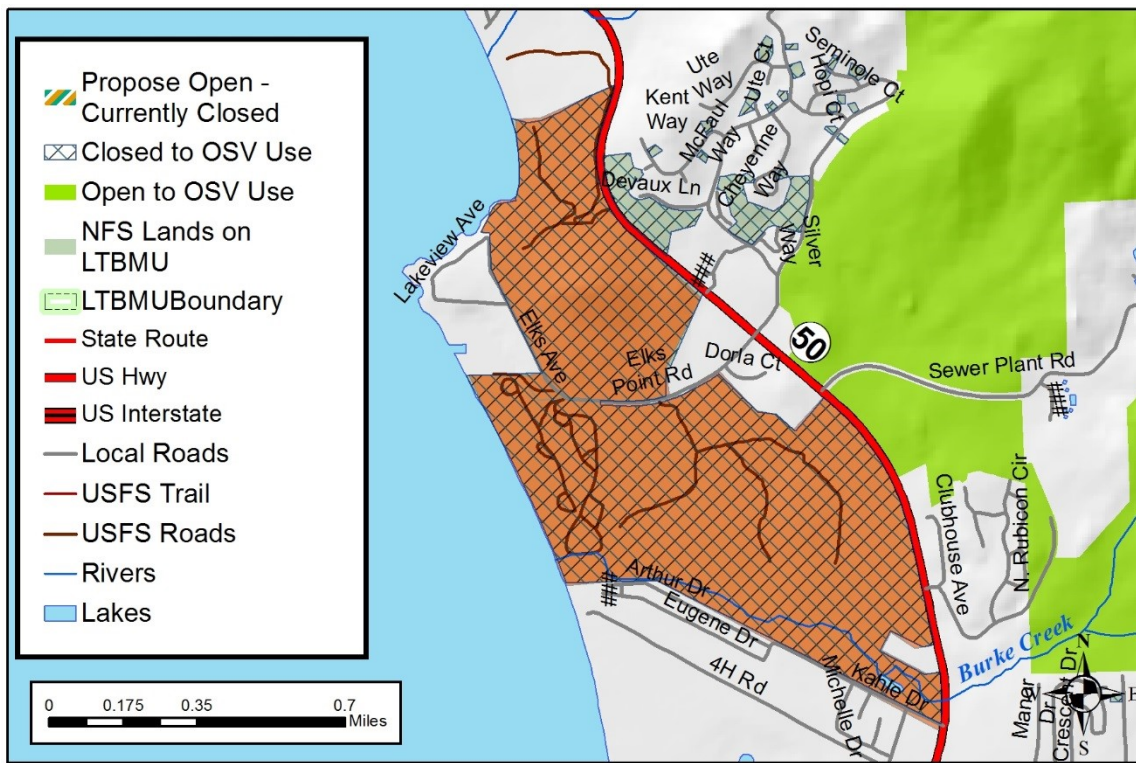 Propose Open -
Currently Closed
Closed to OSV Use
Open to OSV Use
NFS Lands on
LTBMU
LTBMUBoundary
State Route
US Hwy
US Interstate
Local Roads
USFS Trail
USFS Roads
Rivers
Lakes
0 0.175 0.35 0.7
Miles
Seminole Ct
Ute
Way
Ute Ct
Hopi Ct
Kent
Way
McFaul
Way
Cheyenne
Way
Devaux Ln
Silver
Way
###
Lakeview Ave
Elks Ave
Elks
Point Rd
Dorla Ct
50
Sewer Plant Rd
###
Clubhouse Ave
N. Rubicon Cir
Arthur Dr
###
Eugene Dr
4H Rd
Michelle Dr
Kahle Dr
Burke Creek
Manor
Dr
Crescent Dr
N
E
S